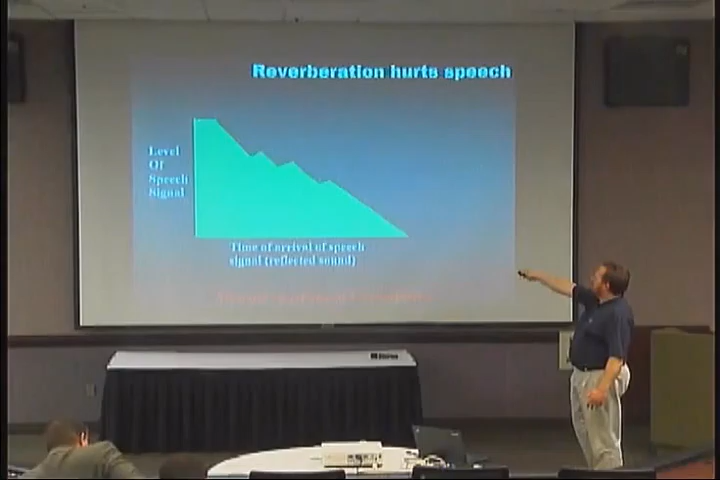 Reverberation hurts speech
Level
Of
Speech
Signal
Time of arrival of speech
signal (reflected sound)